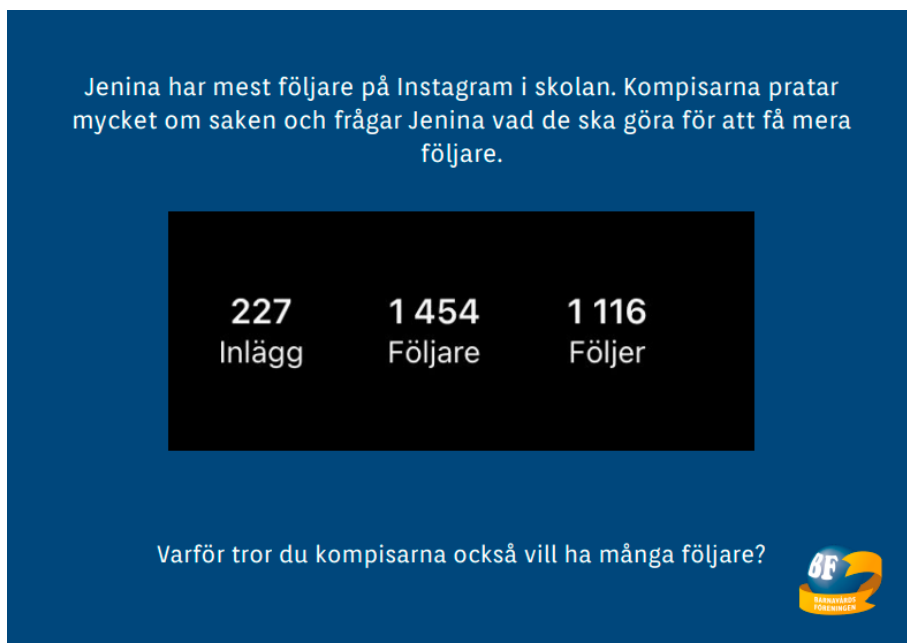 Jenina har mest följare på Instagram i skolan. Kompisarna pratar
mycket om saken och frågar Jenina vad de ska göra för att få mera
följare.
227 1 454 1 116
Inlägg Följare Följer
Varför tror du kompisarna också vill ha många följare?
BF
BARNAVÅRDS
FÖRENINGEN